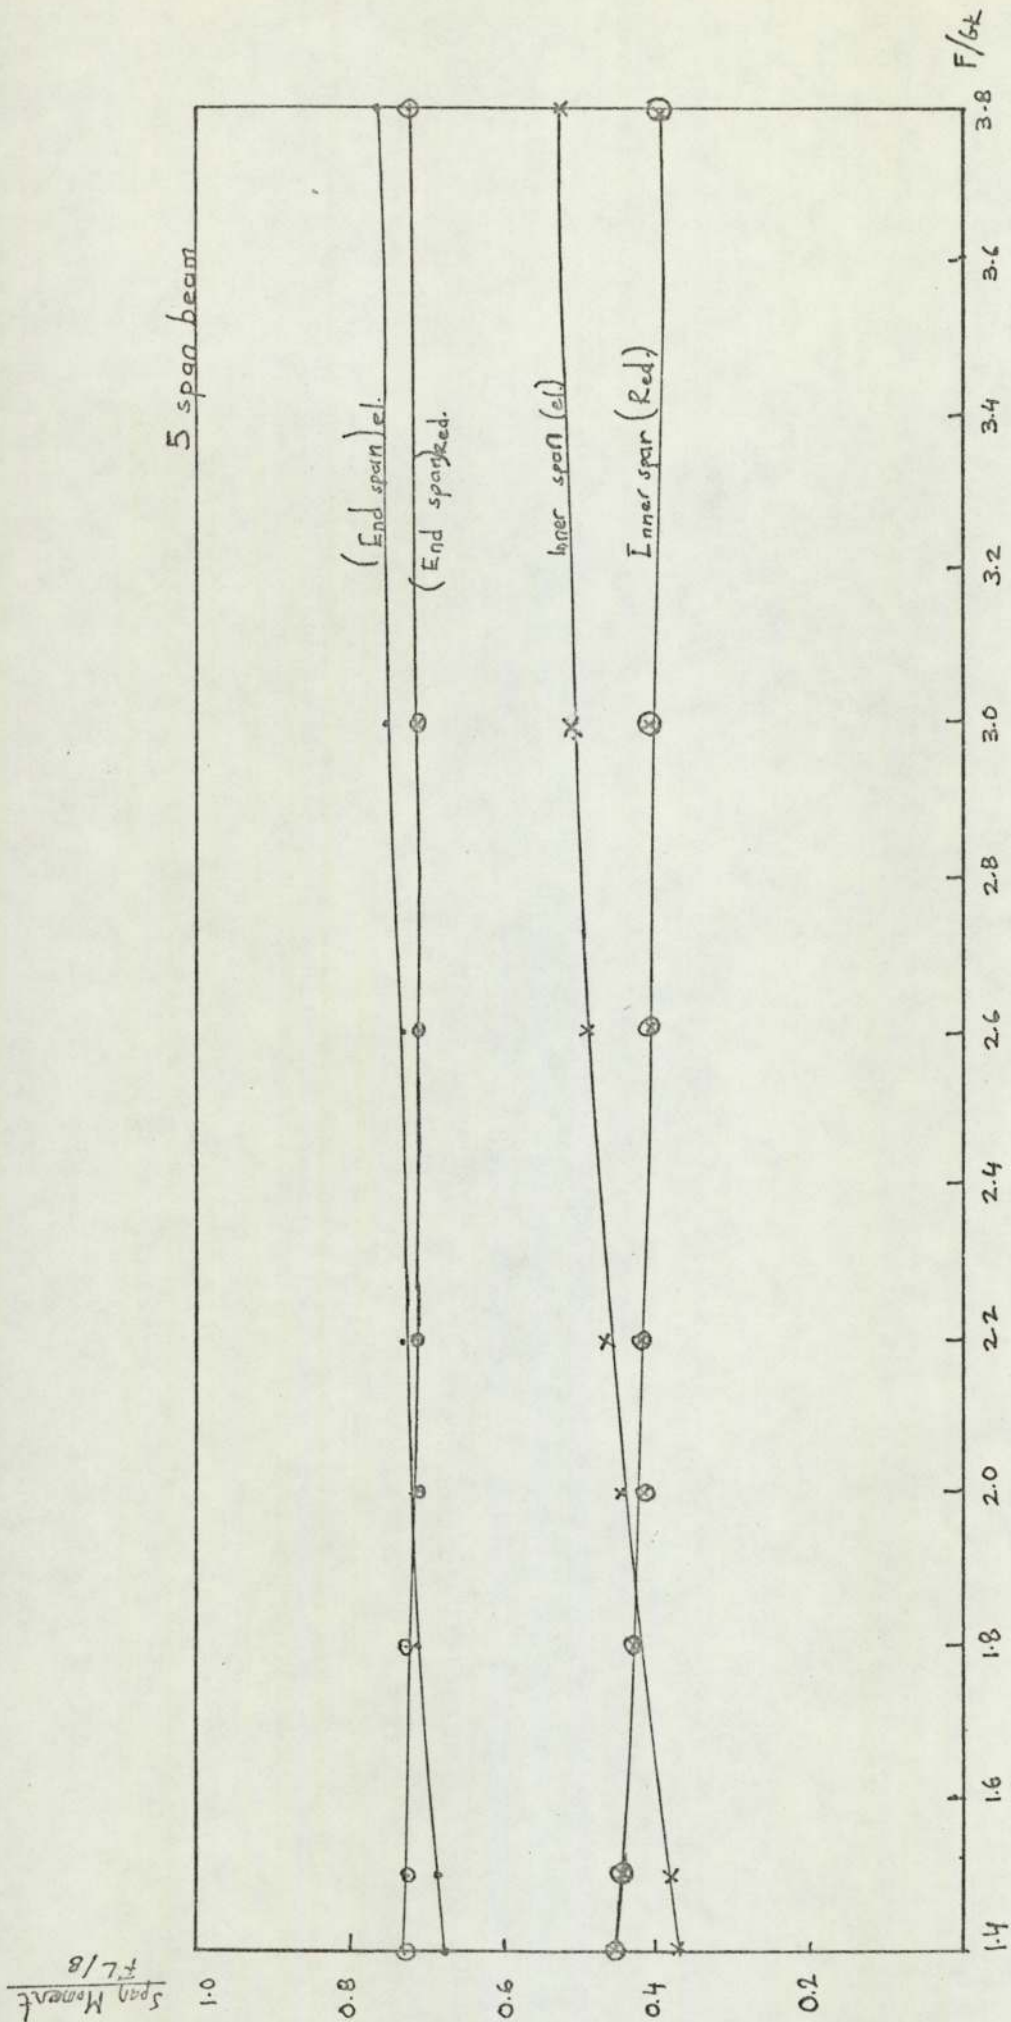 5 span beam
Span Moment
FL/8
1.0
0.8
0.6
0.4
0.2
(End span) el.
(End span) Red.
Inner span (el.)
Inner span (Red.)
1.4
1.6
1.8
2.0
2.2
2.4
2.6
2.8
3.0
3.2
3.4
3.6
3.8
F/Gk